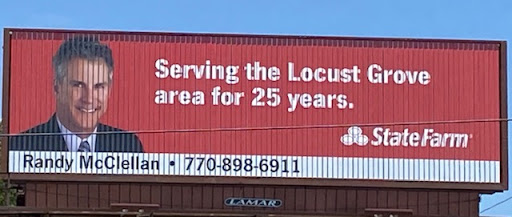 Serving the Locust Grove
area for 25 years.
State Farm®
Randy McClellan • 770-898-6911
LAMAR